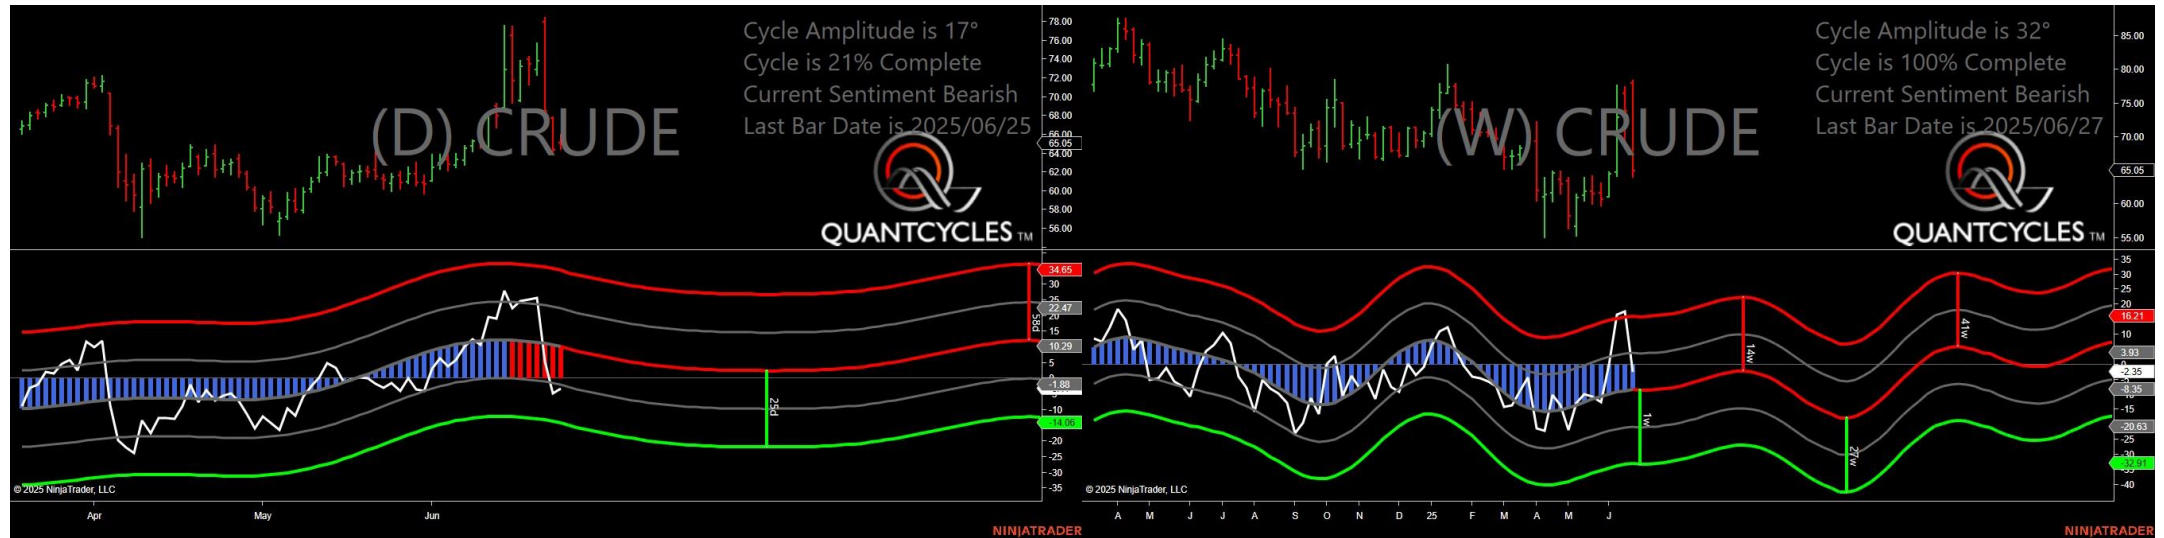 Cycle Amplitude is 17°
Cycle is 21% Complete
Current Sentiment Bearish
Last Bar Date is 2025/06/25
(D) CRUDE
QUANTCYCLES TM
78.00
76.00
74.00
72.00
70.00
68.00
66.00
65.05
64.00
62.00
60.00
58.00
56.00
34.65
30
25
22.47
20
15
10.29
5
-1.88
-10
-14.06
-20
-25
-30
-35
58d
25d
© 2025 NinjaTrader, LLC
Apr
May
Jun
NINJATRADER
Cycle Amplitude is 32°
Cycle is 100% Complete
Current Sentiment Bearish
Last Bar Date is 2025/06/27
(W) CRUDE
QUANTCYCLES TM
85.00
80.00
75.00
70.00
65.05
60.00
55.00
35
30
25
20
16.21
10
3.93
-2.35
-8.35
-15
-20.63
-25
-30
-32.91
-40
14w
1w
27w
41w
© 2025 NinjaTrader, LLC
A M J J A S O N D 25 F M A M J
NINJATRADER